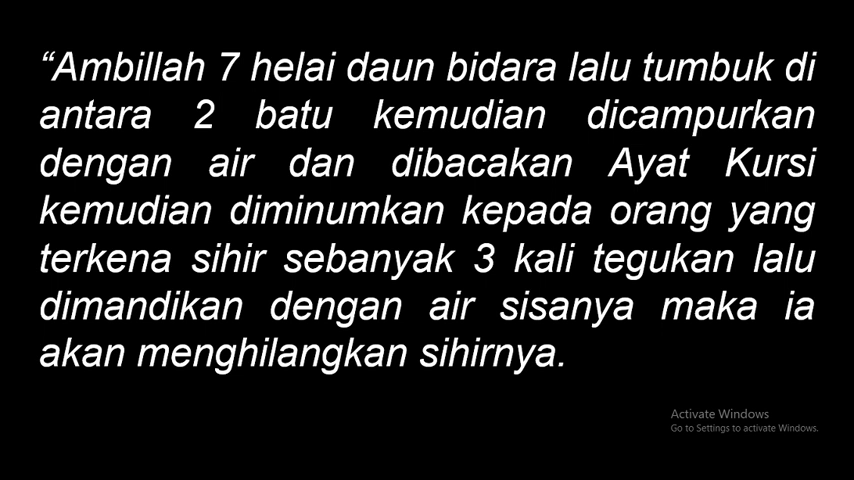 “Ambillah 7 helai daun bidara lalu tumbuk di
antara 2 batu kemudian dicampurkan
dengan air dan dibacakan Ayat Kursi
kemudian diminumkan kepada orang yang
terkena sihir sebanyak 3 kali tegukan lalu
dimandikan dengan air sisanya maka ia
akan menghilangkan sihirnya.
Activate Windows
Go to Settings to activate Windows.